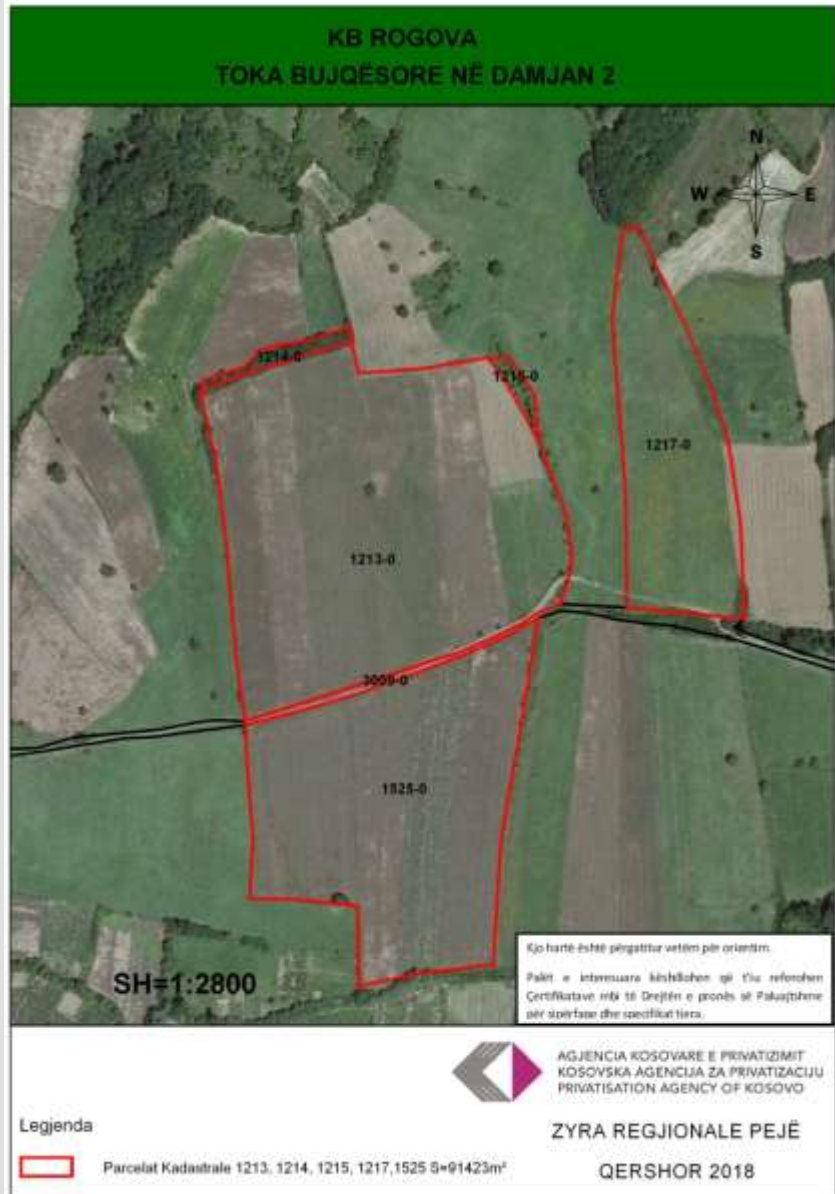 KB ROGOVA
TOKA BUJQËSORE NË DAMJAN 2
N
W E
S
1214-0
1215-0
1217-0
1213-0
3009-0
1525-0
SH=1:2800
Kjo hartë është përgatitur vetëm për orientim.
Palët e interesuara këshillohen që t'iu referohen
Çertifikatave mbi të Drejtën e pronës së Paluajtshme
për sipërfaqe dhe specifikat tjera.
AGJENCIA KOSOVARE E PRIVATIZIMIT
KOSOVSKA AGENCIJA ZA PRIVATIZACIJU
PRIVATISATION AGENCY OF KOSOVO
Legjenda
ZYRA REGJIONALE PEJË
Parcelat Kadastrale 1213, 1214, 1215, 1217,1525 S=91423m²
QERSHOR 2018